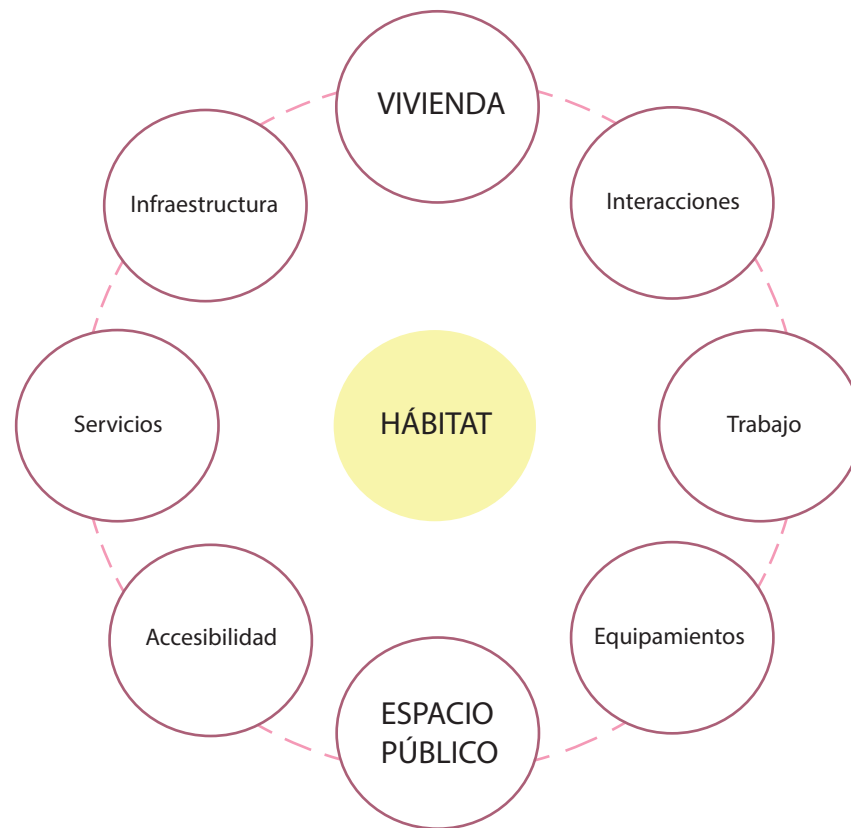 VIVIENDA
Infraestructura
Interacciones
Servicios
HÁBITAT
Trabajo
Accesibilidad
Equipamientos
ESPACIO
PÚBLICO